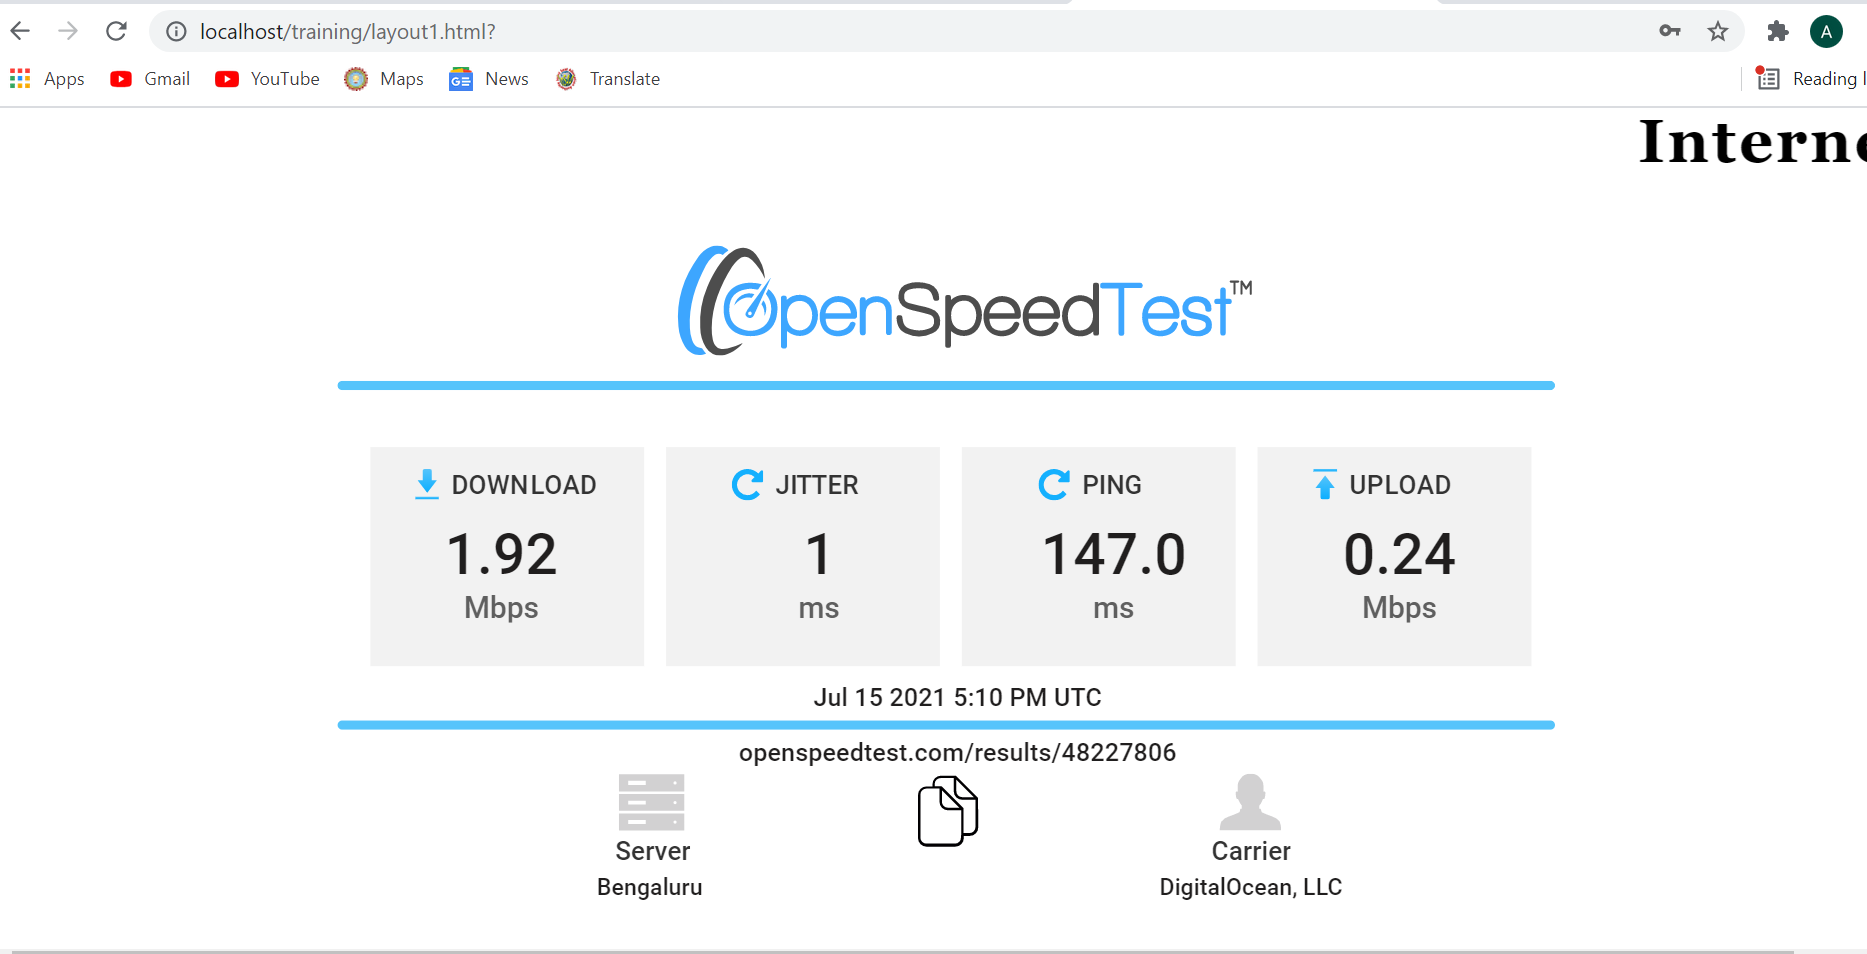 localhost/training/layout1.html?
A
Apps Gmail YouTube Maps News Translate Reading l
Interne
OpenSpeedTest™
DOWNLOAD JITTER PING UPLOAD
1.92 1 147.0 0.24
Mbps ms ms Mbps
Jul 15 2021 5:10 PM UTC
openspeedtest.com/results/48227806
Server Carrier
Bengaluru DigitalOcean, LLC